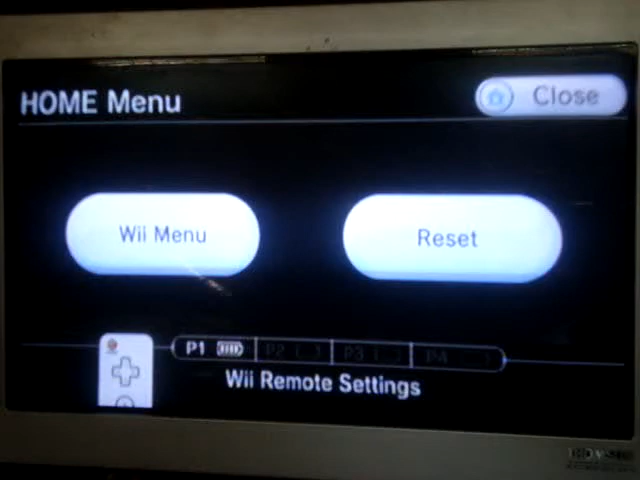 HOME Menu
Close
Wii Menu
Reset
P1 P2 P3 P4
Wii Remote Settings